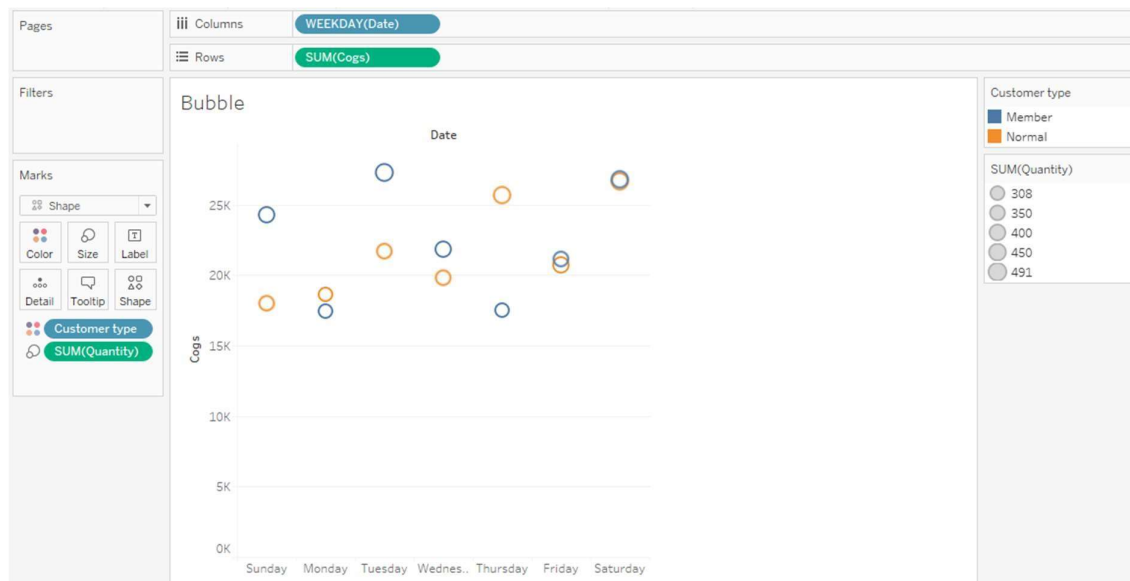 Pages
Columns WEEKDAY(Date)
Rows SUM(Cogs)
Filters
Marks
Shape
Color Size Label
Detail Tooltip Shape
Customer type
SUM(Quantity)
Bubble
Date
Cogs
25K
20K
15K
10K
5K
0K
Sunday Monday Tuesday Wednes.. Thursday Friday Saturday
Customer type
Member
Normal
SUM(Quantity)
308
350
400
450
491